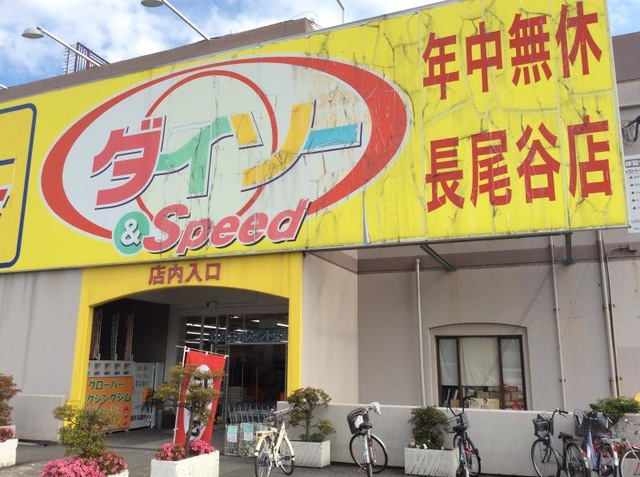 年中無休
長尾谷店
ダイソー
&Speed
店内入口
クローバー